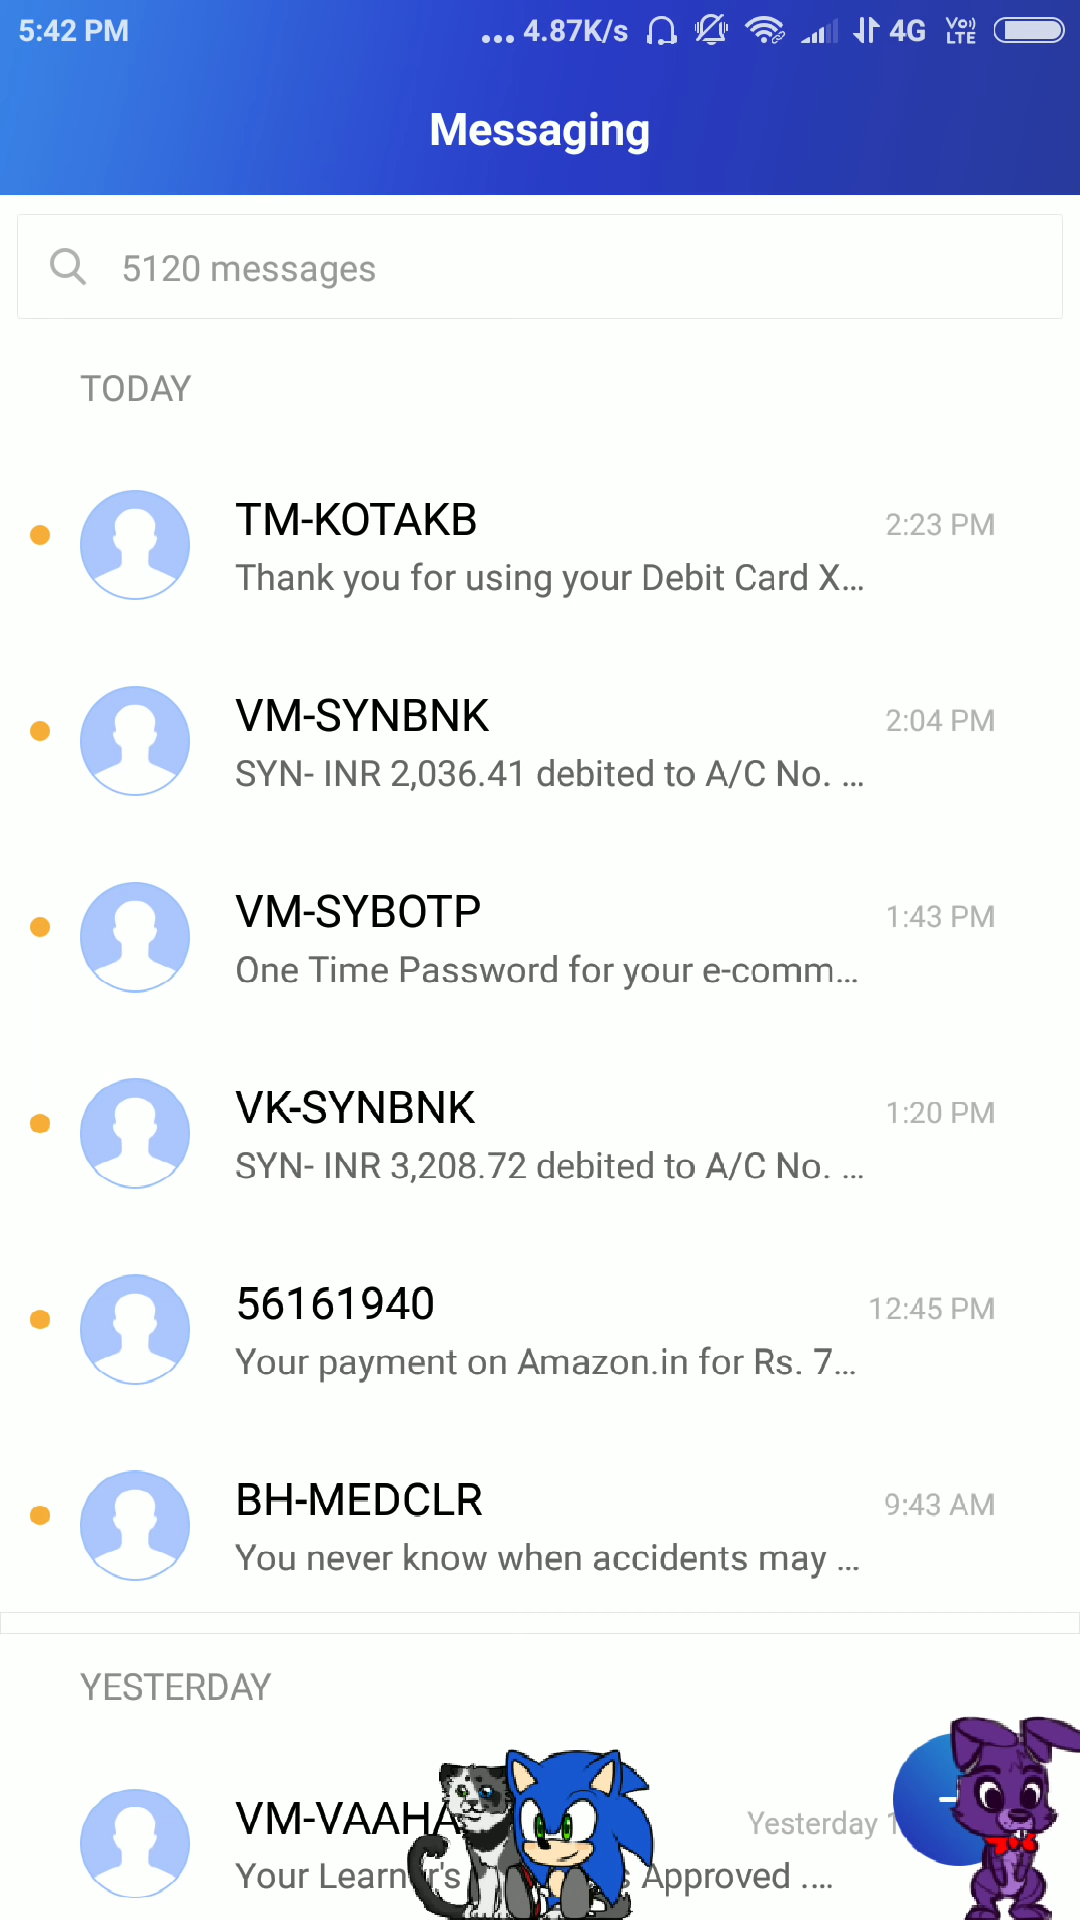 5:42 PM
... 4.87K/s 4G VoLTE
Messaging
5120 messages
TODAY
TM-KOTAKB 2:23 PM
Thank you for using your Debit Card X...
VM-SYNBNK 2:04 PM
SYN- INR 2,036.41 debited to A/C No. ...
VM-SYBOTP 1:43 PM
One Time Password for your e-comm...
VK-SYNBNK 1:20 PM
SYN- INR 3,208.72 debited to A/C No. ...
56161940 12:45 PM
Your payment on Amazon.in for Rs. 7...
BH-MEDCLR 9:43 AM
You never know when accidents may ...
YESTERDAY
VM-VAAHA Yesterday
Your Learner's Approved ....